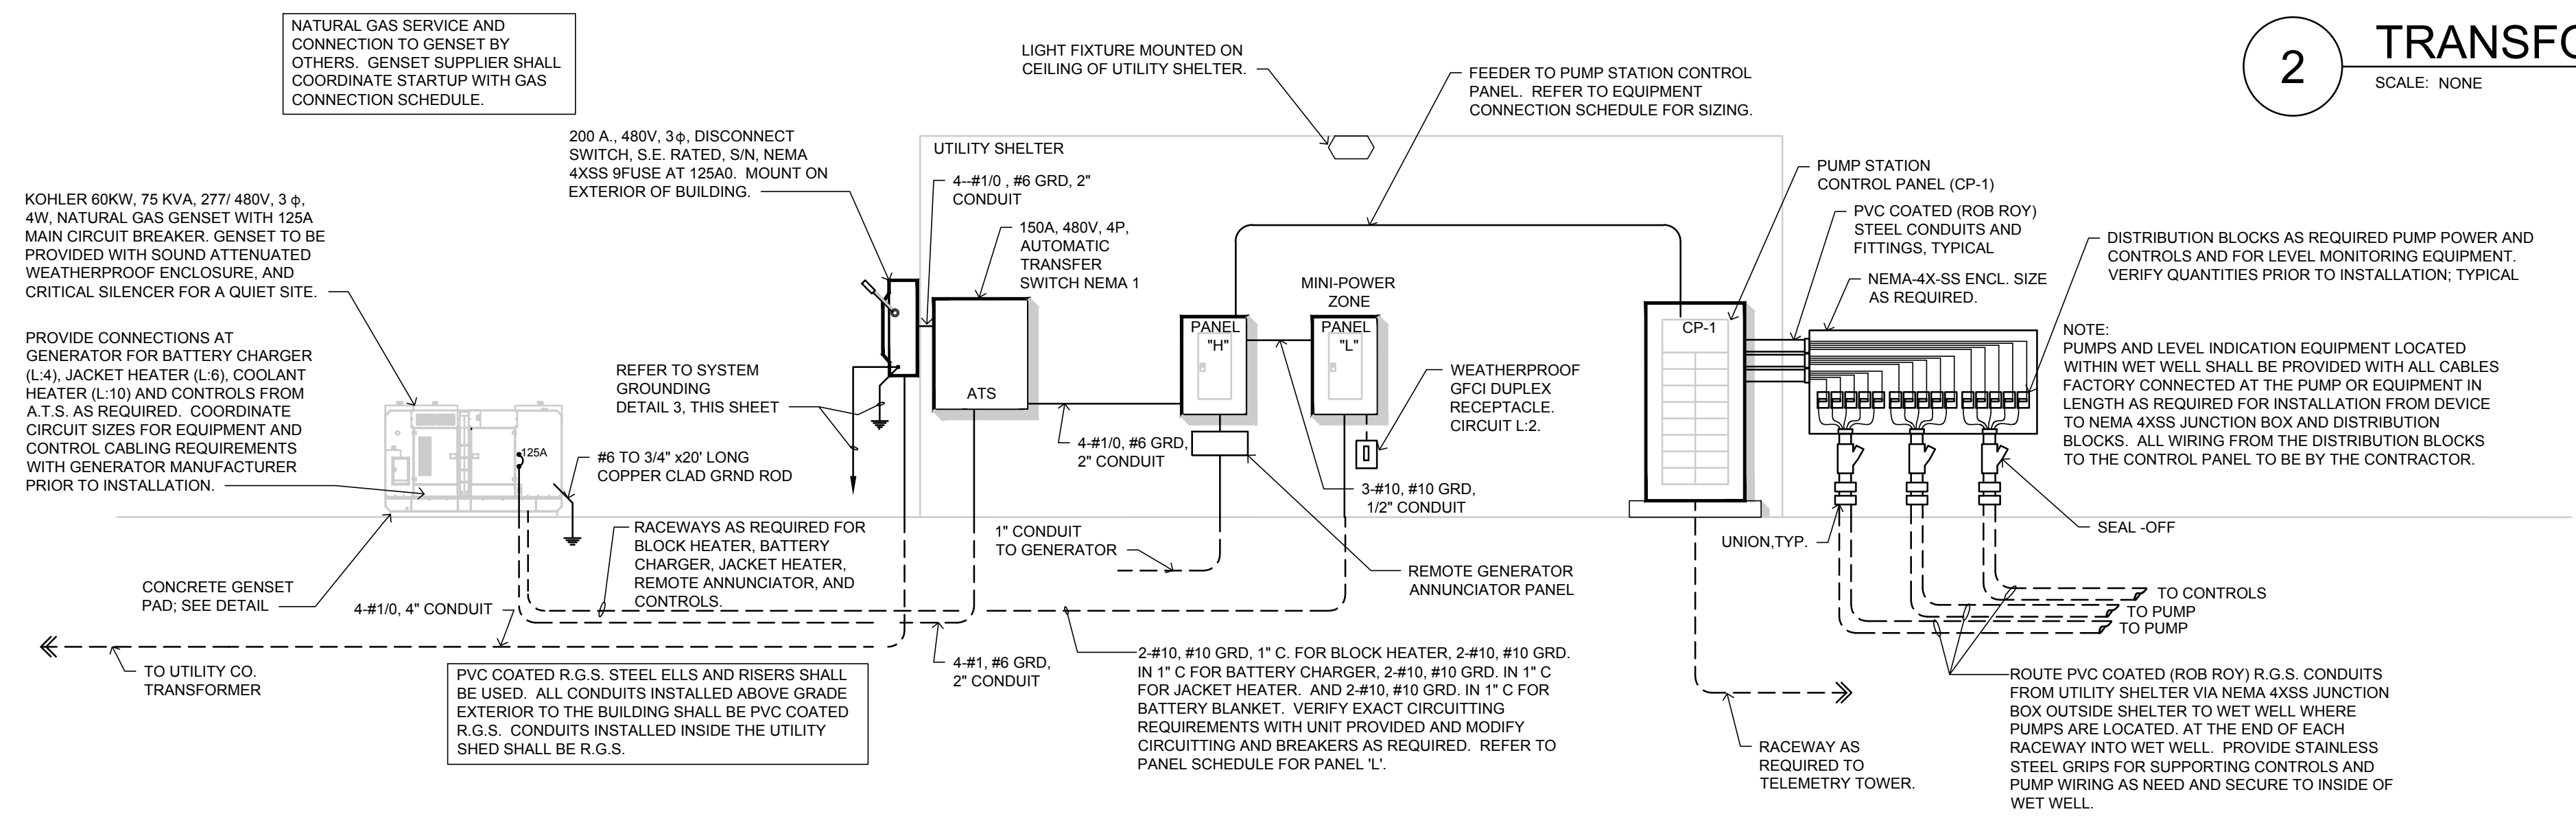 NATURAL GAS SERVICE AND
CONNECTION TO GENSET BY
OTHERS. GENSET SUPPLIER SHALL
COORDINATE STARTUP WITH GAS
CONNECTION SCHEDULE.
LIGHT FIXTURE MOUNTED ON
CEILING OF UTILITY SHELTER.
FEEDER TO PUMP STATION CONTROL
PANEL. REFER TO EQUIPMENT
CONNECTION SCHEDULE FOR SIZING.
2
TRANSFO
SCALE: NONE
200 A., 480V, 3ϕ, DISCONNECT
SWITCH, S.E. RATED, S/N, NEMA
4XSS 9FUSE AT 125A0. MOUNT ON
EXTERIOR OF BUILDING.
UTILITY SHELTER
4--#1/0 , #6 GRD, 2"
CONDUIT
150A, 480V, 4P,
AUTOMATIC
TRANSFER
SWITCH NEMA 1
PUMP STATION
CONTROL PANEL (CP-1)
PVC COATED (ROB ROY)
STEEL CONDUITS AND
FITTINGS, TYPICAL
NEMA-4X-SS ENCL. SIZE
AS REQUIRED.
DISTRIBUTION BLOCKS AS REQUIRED PUMP POWER AND
CONTROLS AND FOR LEVEL MONITORING EQUIPMENT.
VERIFY QUANTITIES PRIOR TO INSTALLATION; TYPICAL
KOHLER 60KW, 75 KVA, 277/ 480V, 3 ϕ,
4W, NATURAL GAS GENSET WITH 125A
MAIN CIRCUIT BREAKER. GENSET TO BE
PROVIDED WITH SOUND ATTENUATED
WEATHERPROOF ENCLOSURE, AND
CRITICAL SILENCER FOR A QUIET SITE.
PROVIDE CONNECTIONS AT
GENERATOR FOR BATTERY CHARGER
(L:4), JACKET HEATER (L:6), COOLANT
HEATER (L:10) AND CONTROLS FROM
A.T.S. AS REQUIRED. COORDINATE
CIRCUIT SIZES FOR EQUIPMENT AND
CONTROL CABLING REQUIREMENTS
WITH GENERATOR MANUFACTURER
PRIOR TO INSTALLATION.
125A
#6 TO 3/4" x20' LONG
COPPER CLAD GRND ROD
REFER TO SYSTEM
GROUNDING
DETAIL 3, THIS SHEET
ATS
4-#1/0, #6 GRD,
2" CONDUIT
PANEL
"H"
MINI-POWER
ZONE
PANEL
"L"
WEATHERPROOF
GFCI DUPLEX
RECEPTACLE.
CIRCUIT L:2.
3-#10, #10 GRD,
1/2" CONDUIT
CP-1
NOTE:
PUMPS AND LEVEL INDICATION EQUIPMENT LOCATED
WITHIN WET WELL SHALL BE PROVIDED WITH ALL CABLES
FACTORY CONNECTED AT THE PUMP OR EQUIPMENT IN
LENGTH AS REQUIRED FOR INSTALLATION FROM DEVICE
TO NEMA 4XSS JUNCTION BOX AND DISTRIBUTION
BLOCKS. ALL WIRING FROM THE DISTRIBUTION BLOCKS
TO THE CONTROL PANEL TO BE BY THE CONTRACTOR.
SEAL -OFF
UNION,TYP.
1" CONDUIT
TO GENERATOR
REMOTE GENERATOR
ANNUNCIATOR PANEL
RACEWAYS AS REQUIRED FOR
BLOCK HEATER, BATTERY
CHARGER, JACKET HEATER,
REMOTE ANNUNCIATOR, AND
CONTROLS.
CONCRETE GENSET
PAD; SEE DETAIL
4-#1/0, 4" CONDUIT
TO CONTROLS
TO PUMP
TO PUMP
TO UTILITY CO.
TRANSFORMER
PVC COATED R.G.S. STEEL ELLS AND RISERS SHALL
BE USED. ALL CONDUITS INSTALLED ABOVE GRADE
EXTERIOR TO THE BUILDING SHALL BE PVC COATED
R.G.S. CONDUITS INSTALLED INSIDE THE UTILITY
SHED SHALL BE R.G.S.
4-#1, #6 GRD,
2" CONDUIT
2-#10, #10 GRD, 1" C. FOR BLOCK HEATER, 2-#10, #10 GRD.
IN 1" C FOR BATTERY CHARGER, 2-#10, #10 GRD. IN 1" C
FOR JACKET HEATER. AND 2-#10, #10 GRD. IN 1" C FOR
BATTERY BLANKET. VERIFY EXACT CIRCUITTING
REQUIREMENTS WITH UNIT PROVIDED AND MODIFY
CIRCUITTING AND BREAKERS AS REQUIRED. REFER TO
PANEL SCHEDULE FOR PANEL 'L'.
RACEWAY AS
REQUIRED TO
TELEMETRY TOWER.
ROUTE PVC COATED (ROB ROY) R.G.S. CONDUITS
FROM UTILITY SHELTER VIA NEMA 4XSS JUNCTION
BOX OUTSIDE SHELTER TO WET WELL WHERE
PUMPS ARE LOCATED. AT THE END OF EACH
RACEWAY INTO WET WELL. PROVIDE STAINLESS
STEEL GRIPS FOR SUPPORTING CONTROLS AND
PUMP WIRING AS NEED AND SECURE TO INSIDE OF
WET WELL.